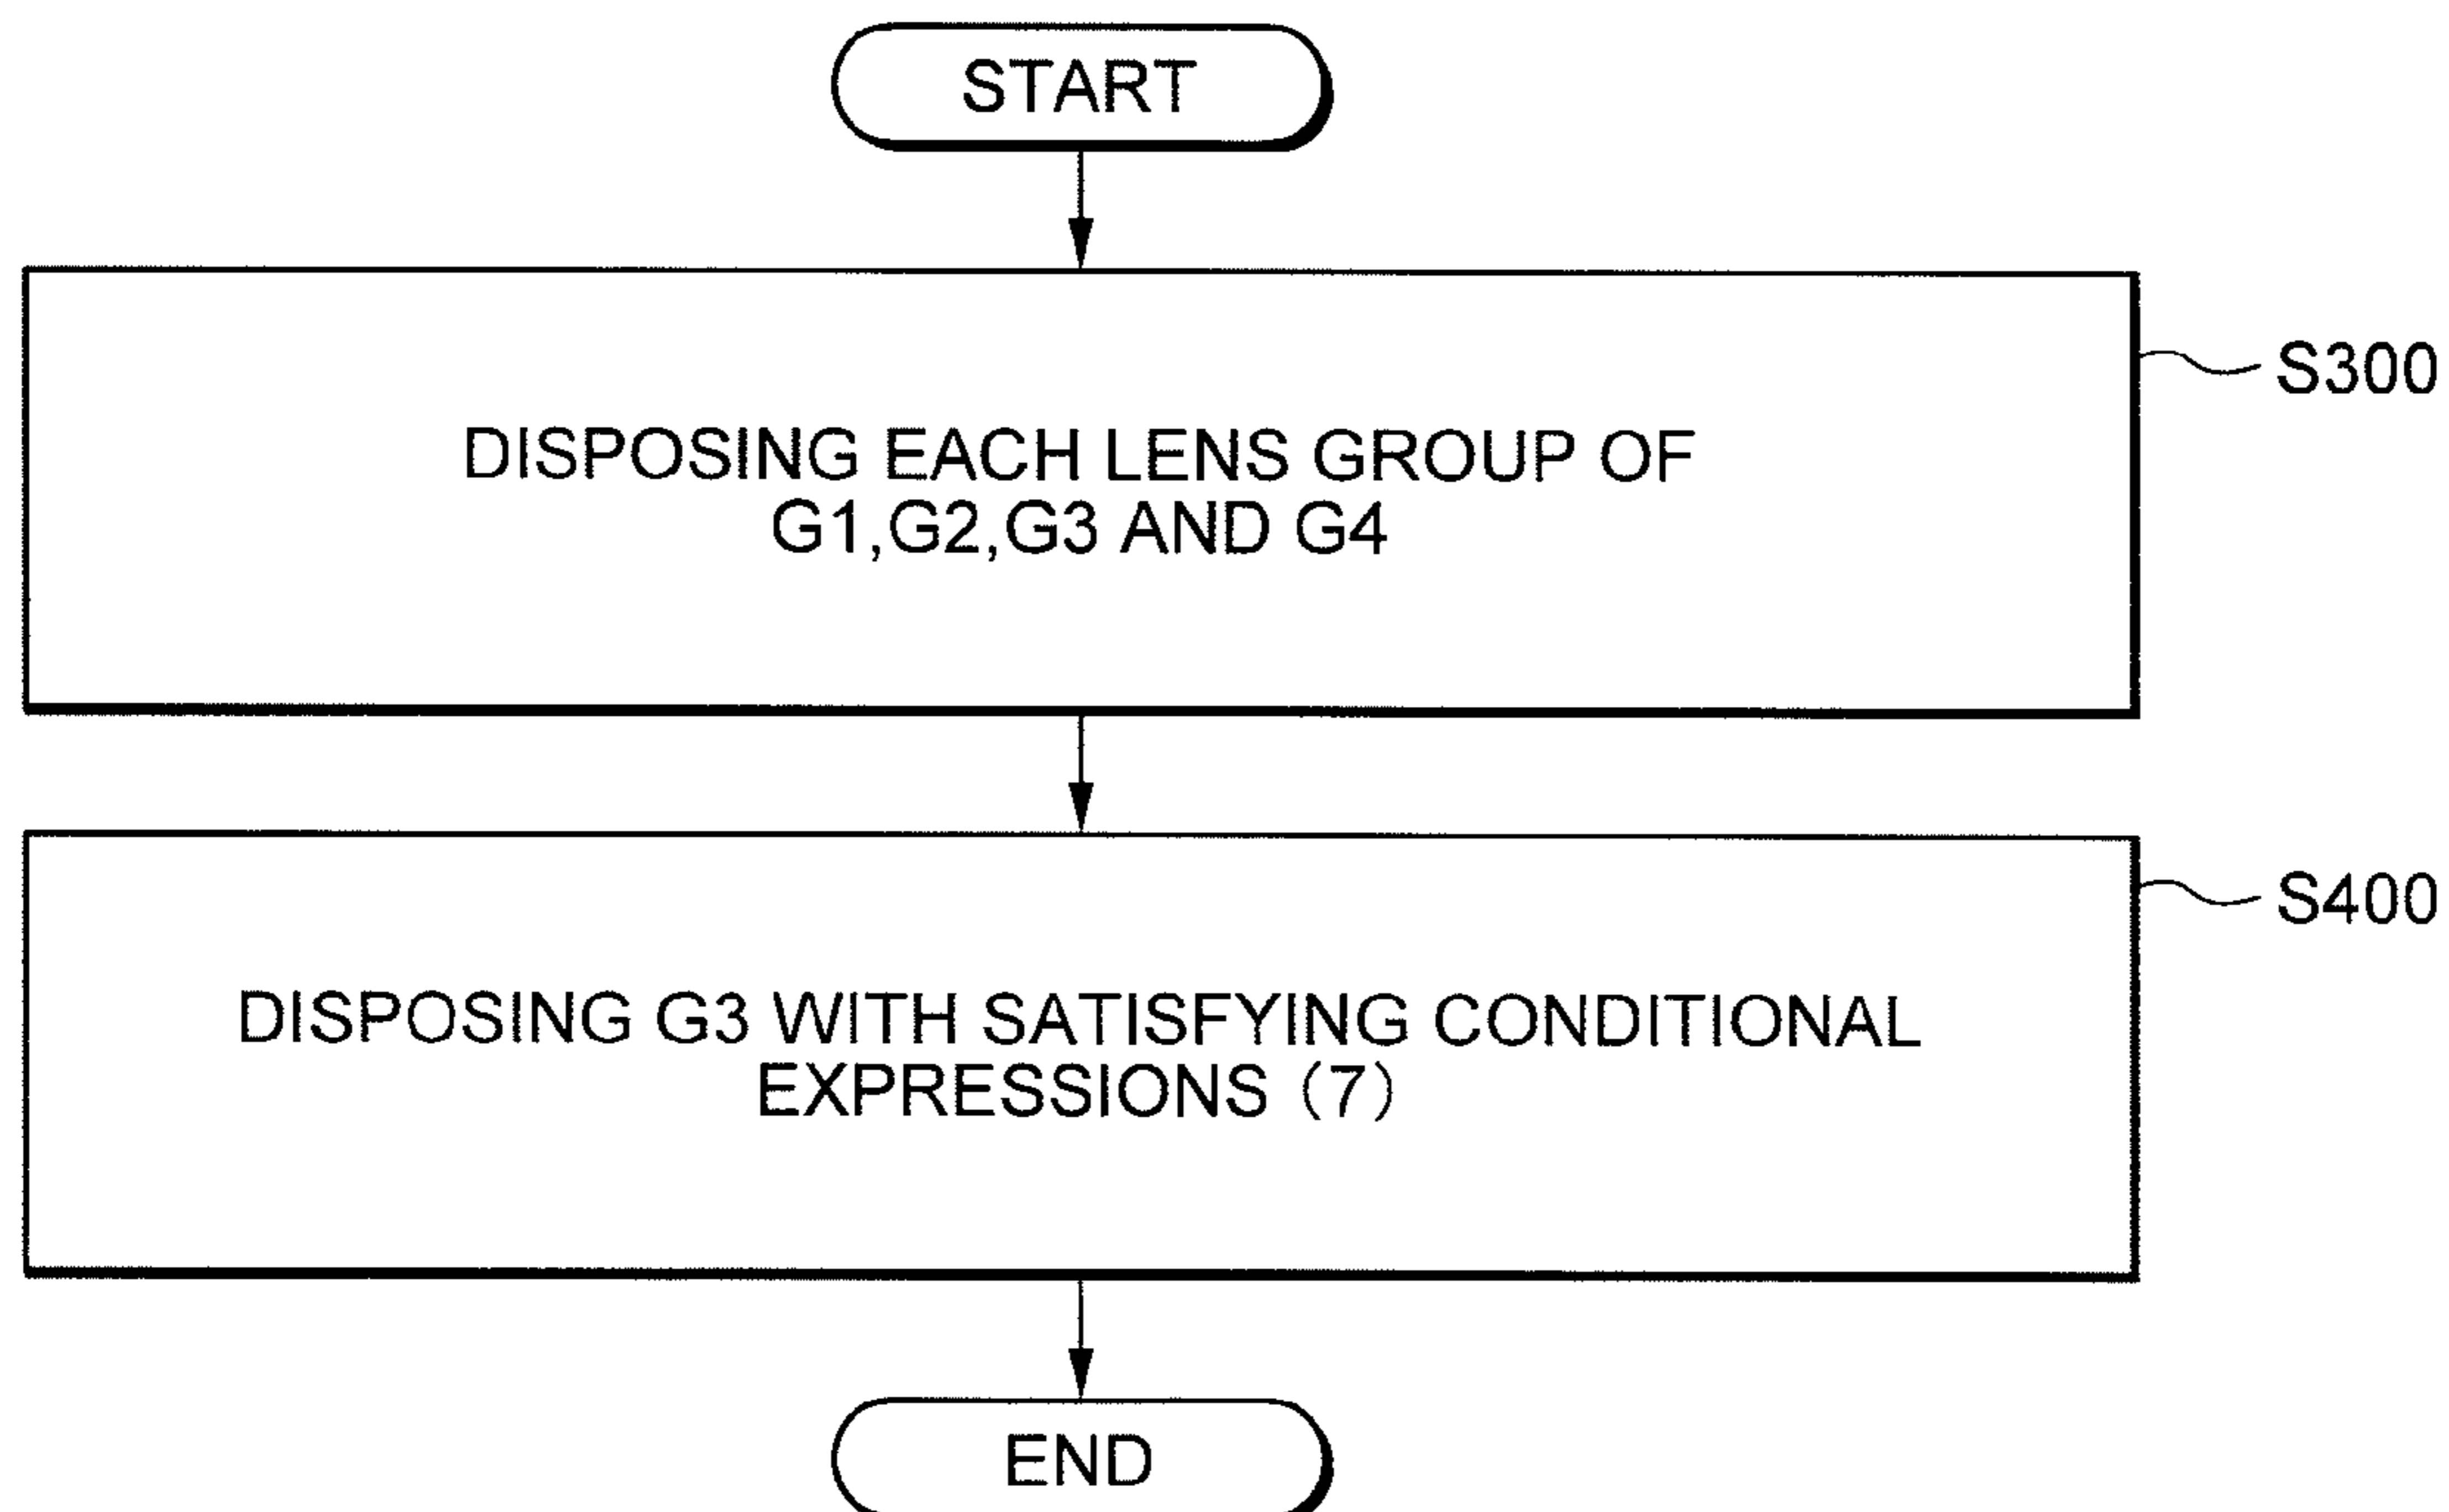 START
DISPOSING EACH LENS GROUP OF
G1,G2,G3 AND G4
S300
DISPOSING G3 WITH SATISFYING CONDITIONAL
EXPRESSIONS (7)
S400
END